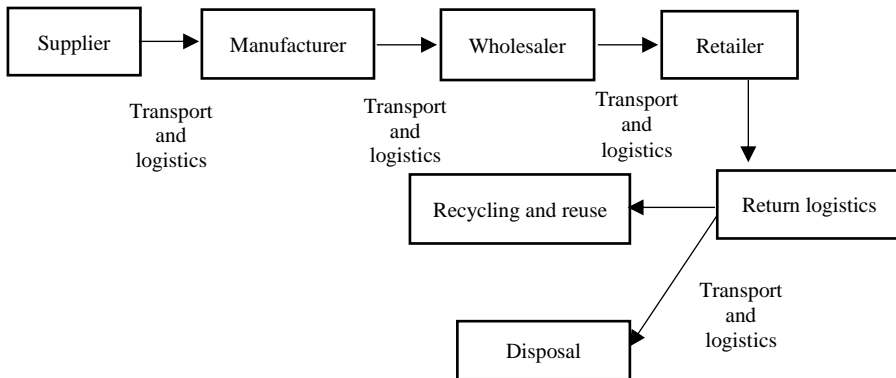 Supplier
Manufacturer
Wholesaler
Retailer
Transport
and
logistics
Transport
and
logistics
Transport
and
logistics
Recycling and reuse
Return logistics
Transport
and
logistics
Disposal